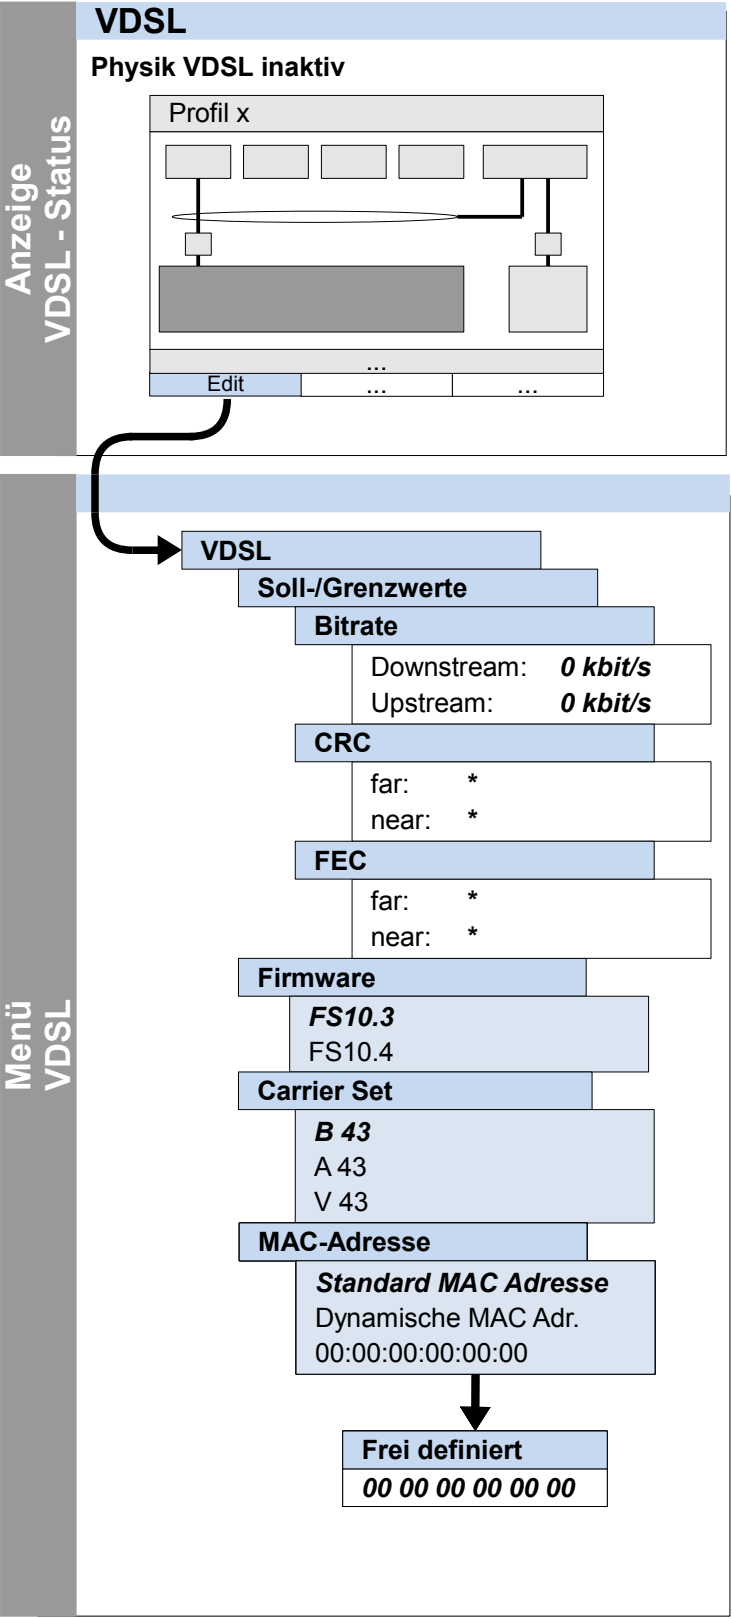 VDSL
Physik VDSL inaktiv
Anzeige
VDSL - Status
Profil x
...
Edit
...
...
Menü
VDSL
VDSL
Soll-/Grenzwerte
Bitrate
Downstream: 0 kbit/s
Upstream: 0 kbit/s
CRC
far: *
near: *
FEC
far: *
near: *
Firmware
FS10.3
FS10.4
Carrier Set
B 43
A 43
V 43
MAC-Adresse
Standard MAC Adresse
Dynamische MAC Adr.
00:00:00:00:00:00
Frei definiert
00 00 00 00 00 00